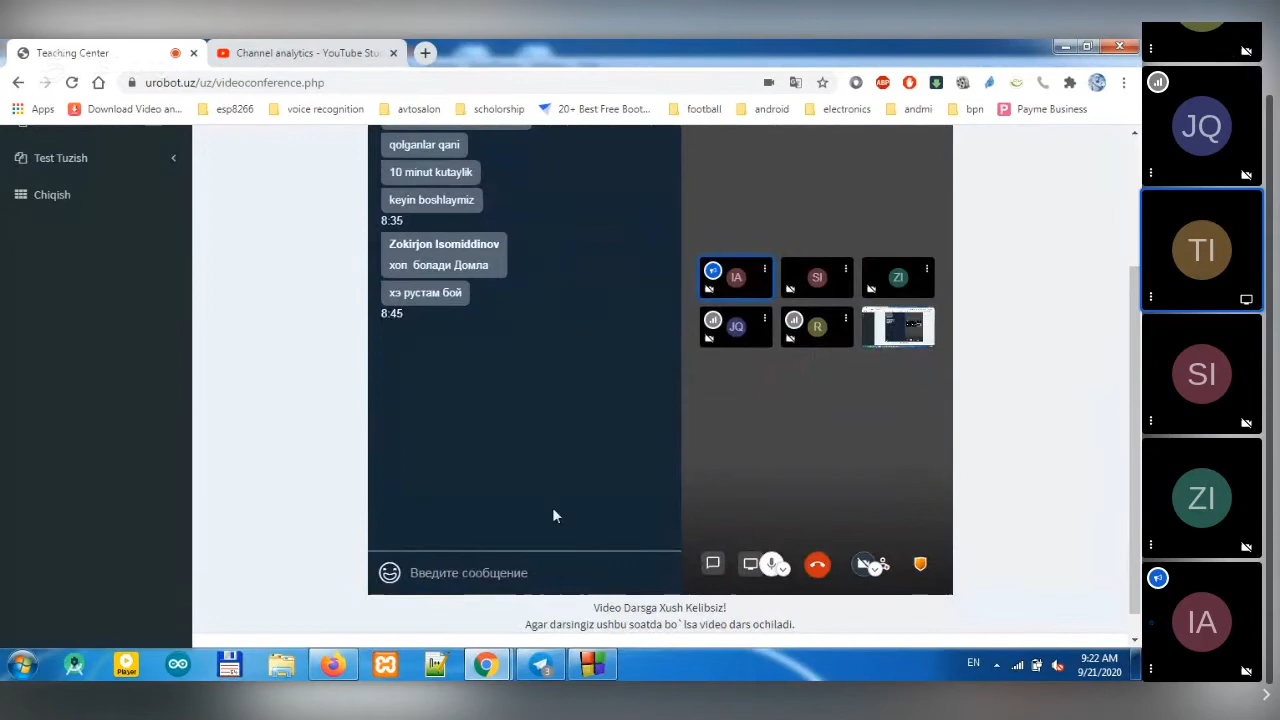 Teaching Center
Channel analytics - YouTube Stu
urobot.uz/uz/videoconference.php
Apps
Download Video an...
esp8266
voice recognition
avtosalon
scholorship
20+ Best Free Boot...
football
android
electronics
andmi
bpn
Payme Business
Test Tuzish
Chiqish
qolganlar qani
10 minut kutaylik
keyin boshlaymiz
8:35
Zokirjon Isomiddinov
хоп болади Домла
хэ рустам бой
8:45
Введите сообщение
IA
SI
ZI
JQ
R
Video Darsga Xush Kelibsiz!
Agar darsingiz ushbu soatda bo`lsa video dars ochiladi.
ABP
Player
3
EN
9:22 AM
9/21/2020
JQ
TI
SI
ZI
IA